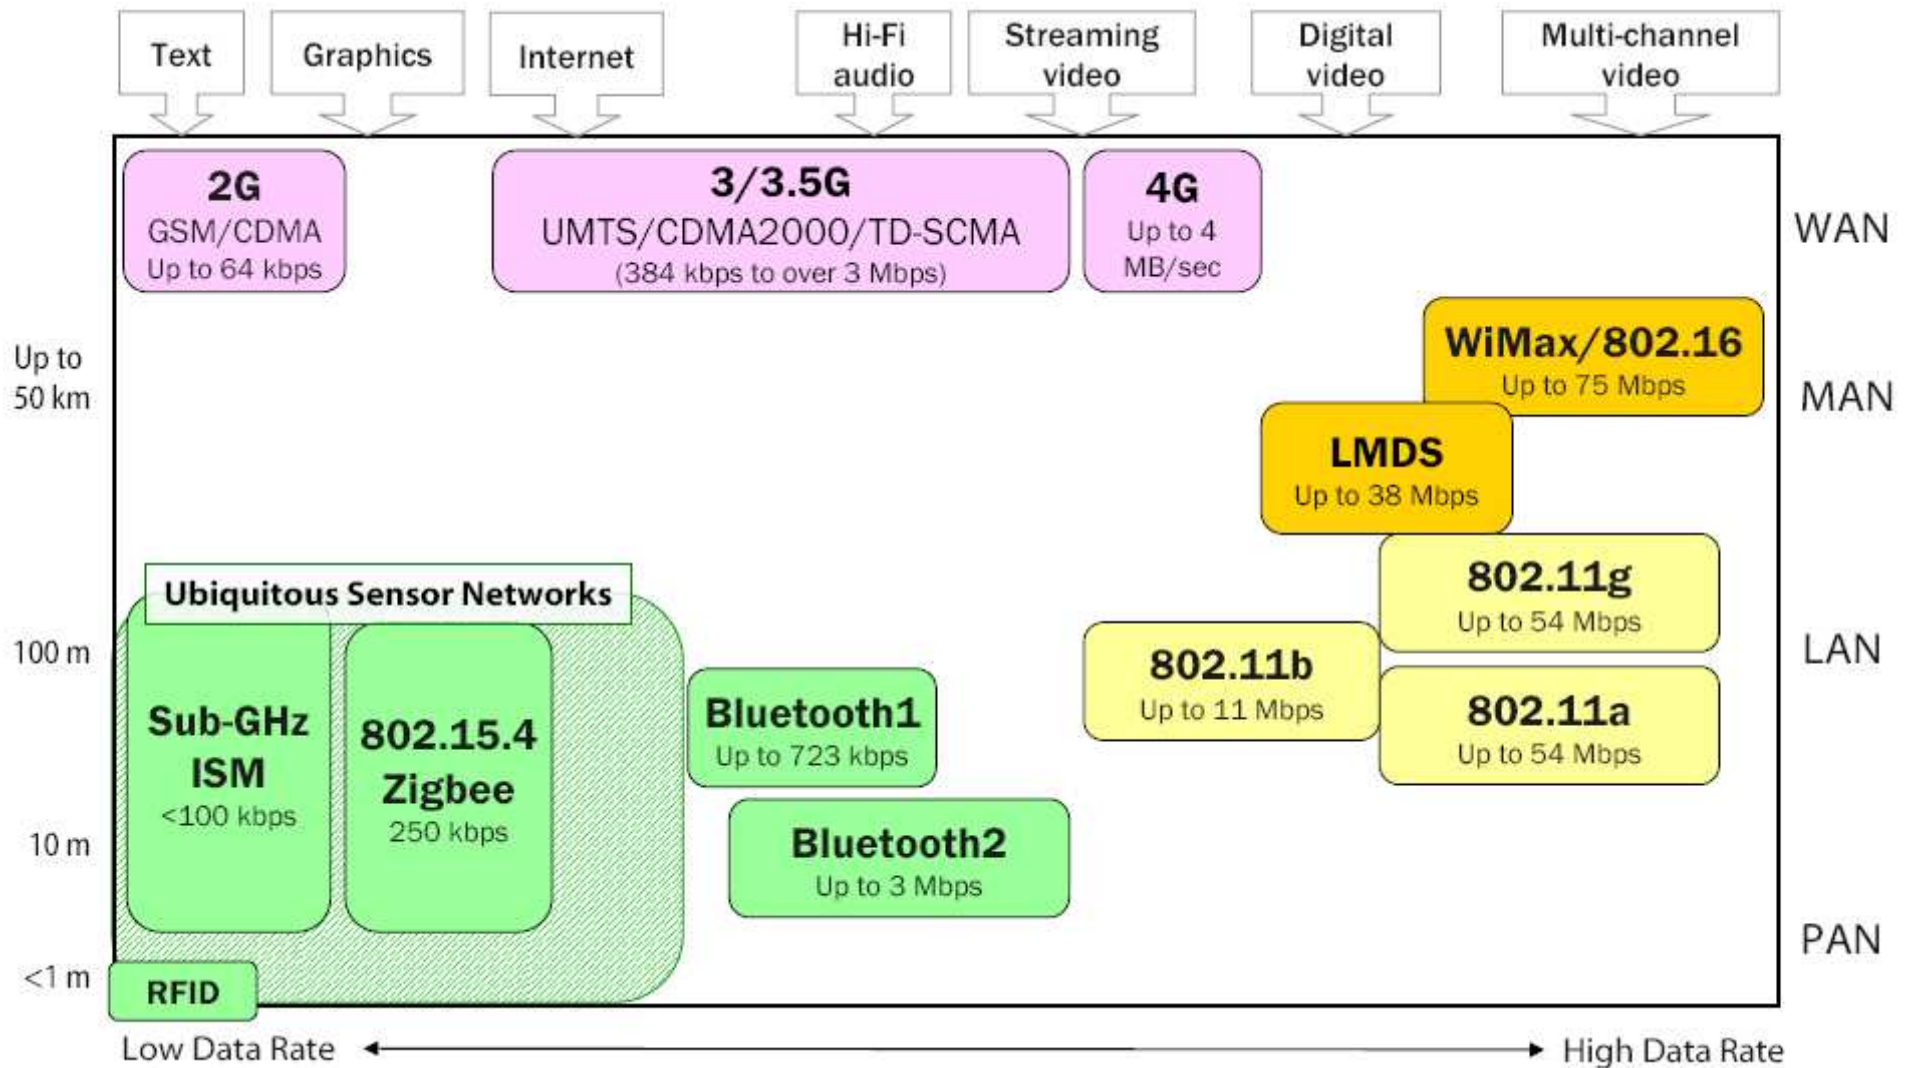 Text
Graphics
Internet
Hi-Fi
audio
Streaming
video
Digital
video
Multi-channel
video
2G
GSM/CDMA
Up to 64 kbps
3/3.5G
UMTS/CDMA2000/TD-SCMA
(384 kbps to over 3 Mbps)
4G
Up to 4
MB/sec
WAN
WiMax/802.16
Up to 75 Mbps
Up to
50 km
MAN
LMDS
Up to 38 Mbps
802.11g
Up to 54 Mbps
Ubiquitous Sensor Networks
100 m
LAN
802.11b
Up to 11 Mbps
802.11a
Up to 54 Mbps
Sub-GHz
ISM
<100 kbps
802.15.4
Zigbee
250 kbps
Bluetooth1
Up to 723 kbps
10 m
Bluetooth2
Up to 3 Mbps
PAN
<1 m
RFID
Low Data Rate
High Data Rate